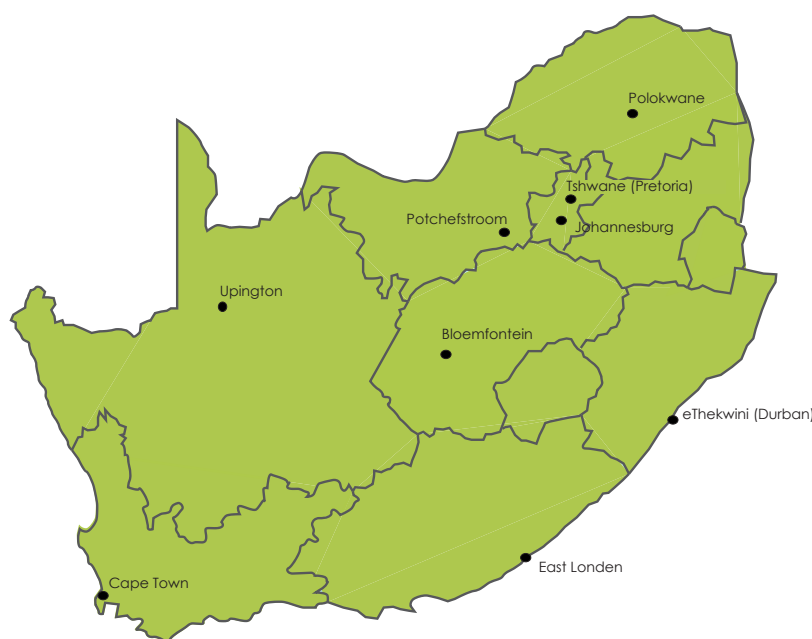 Polokwane
Tshwane (Pretoria)
Potchefstroom
Johannesburg
Upington
Bloemfontein
eThekwini (Durban)
East Londen
Cape Town